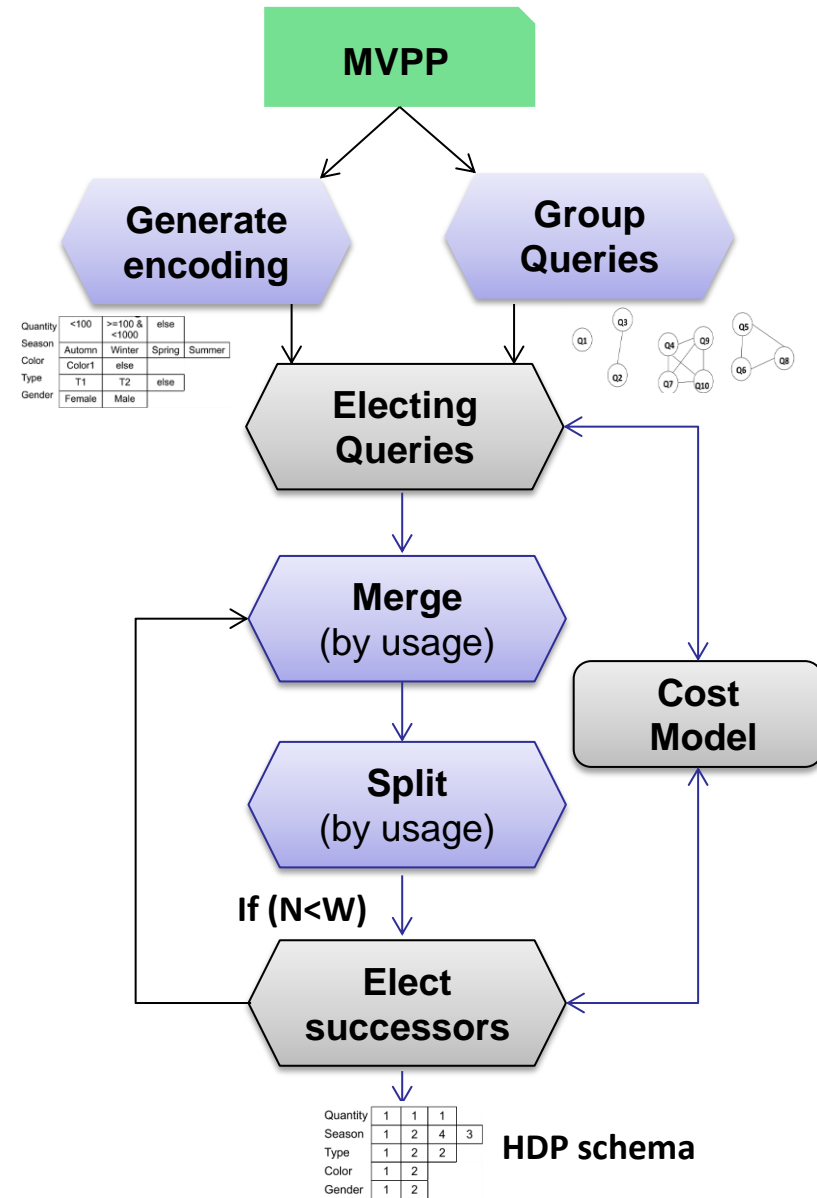 MVPP
Generate
encoding
Group
Queries
Quantity <100 >=100 & <1000 else
Season Automn Winter Spring Summer
Color Color1 else
Type T1 T2 else
Gender Female Male
Q1
Q3
Q2
Q4
Q9
Q7
Q10
Q5
Q6
Q8
Electing
Queries
Merge
(by usage)
Cost
Model
Split
(by usage)
If (N<W)
Elect
successors
Quantity 1 1 1
Season 1 2 4 3
Type 1 2 2
Color 1 2
Gender 1 2
HDP schema